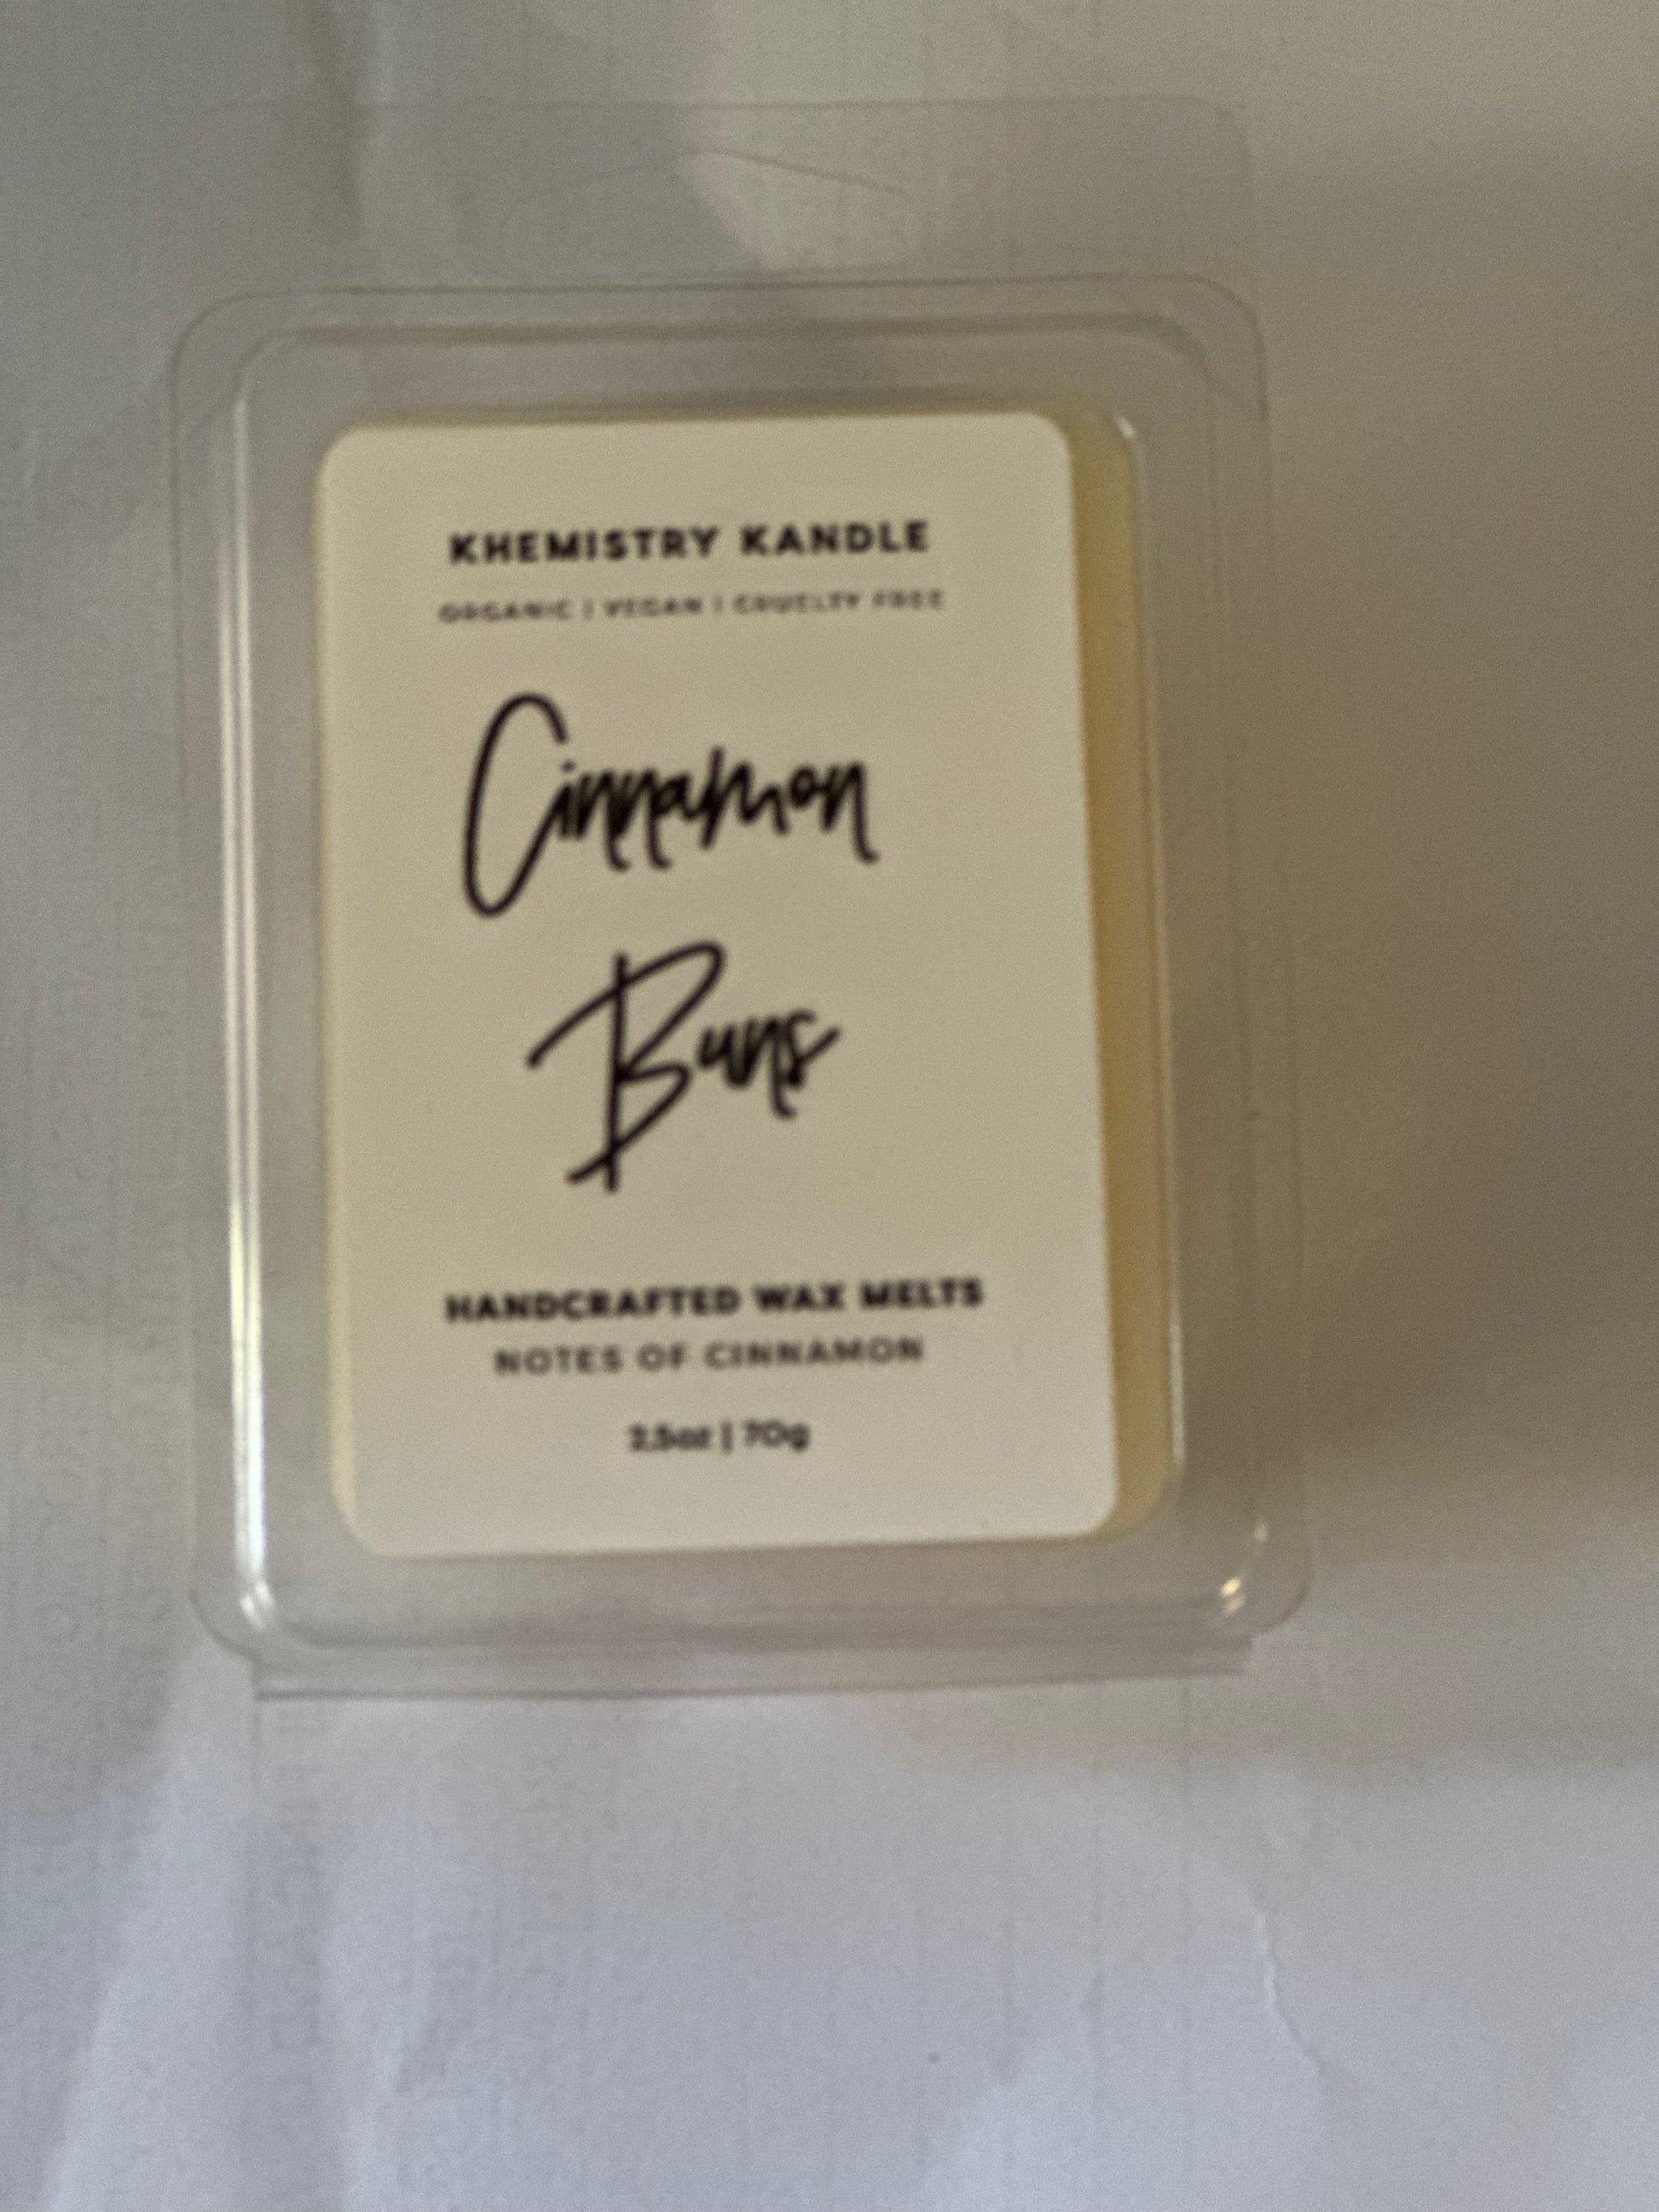 KHEMISTRY KANDLE
ORGANIC | VEGAN | CRUELTY FREE
Cinnamon
Buns
HANDCRAFTED WAX MELTS
NOTES OF CINNAMON
2.5oz | 70g